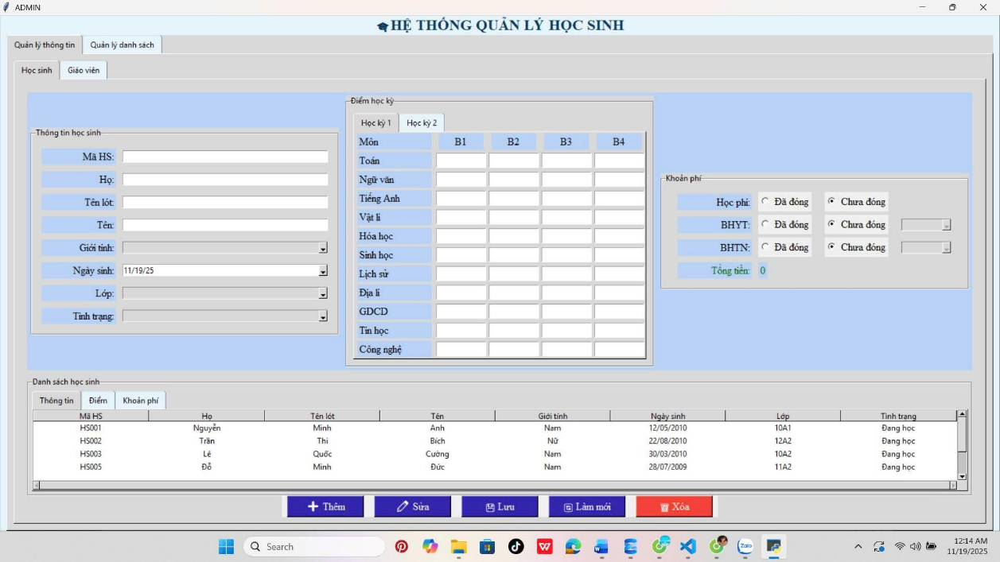 ADMIN
HỆ THỐNG QUẢN LÝ HỌC SINH
Quản lý thông tin Quản lý danh sách
Học sinh Giáo viên
Thông tin học sinh
Mã HS:
Họ:
Tên lót:
Tên:
Giới tính:
Ngày sinh: 11/19/25
Lớp:
Tình trạng:
Điểm học kỳ
Học kỳ 1 Học kỳ 2
Môn B1 B2 B3 B4
Toán
Ngữ văn
Tiếng Anh
Vật lí
Hóa học
Sinh học
Lịch sử
Địa lí
GDCD
Tin học
Công nghệ
Khoản phí
Học phí: Đã đóng Chưa đóng
BHYT: Đã đóng Chưa đóng
BHTN: Đã đóng Chưa đóng
Tổng tiền: 0
Danh sách học sinh
Thông tin Điểm Khoản phí
Mã HS Họ Tên lót Tên Giới tính Ngày sinh Lớp Tình trạng
HS001 Nguyễn Minh Anh Nam 12/05/2010 10A1 Đang học
HS002 Trần Thi Bích Nữ 22/08/2010 12A2 Đang học
HS003 Lê Quốc Cường Nam 30/03/2010 10A2 Đang học
HS005 Đỗ Minh Đức Nam 28/07/2009 11A2 Đang học
Thêm Sửa Lưu Làm mới Xóa
Search
Zalo
12:14 AM
11/19/2025